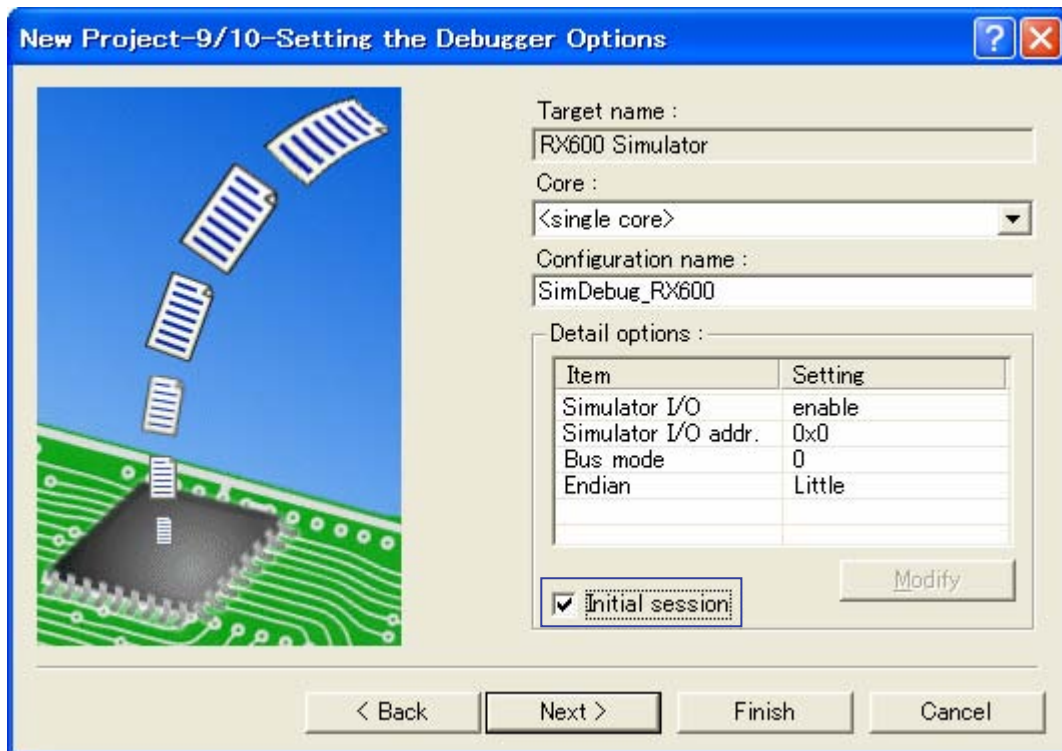 New Project-9/10-Setting the Debugger Options
Target name :
RX600 Simulator
Core :
<single core>
Configuration name :
SimDebug_RX600
Detail options :
Item Setting
Simulator I/O enable
Simulator I/O addr. 0x0
Bus mode 0
Endian Little
Modify
Initial session
< Back Next > Finish Cancel